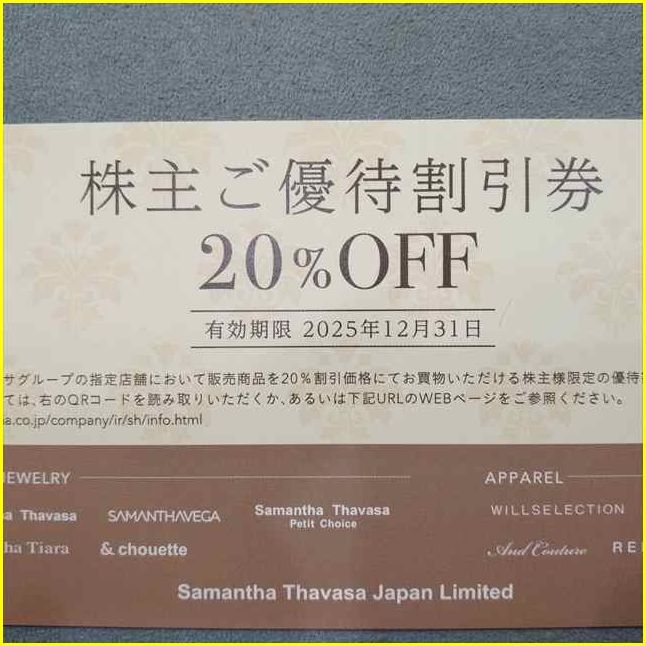 株主ご優待割引券
20%OFF
有効期限 2025年12月31日
サグループの指定店舗において販売商品を20%割引価格にてお買物いただける株主様限定の優待
ては、右のQRコードを読み取りいただくか、あるいは下記URLのWEBページをご参照ください。
sa.co.jp/company/ir/sh/info.html
JEWELRY
APPAREL
sa Thavasa
SAMANTHAVEGA
Samantha Thavasa
Petit Choice
WILLSELECTION
tha Tiara
& chouette
And Couture
RE
Samantha Thavasa Japan Limited